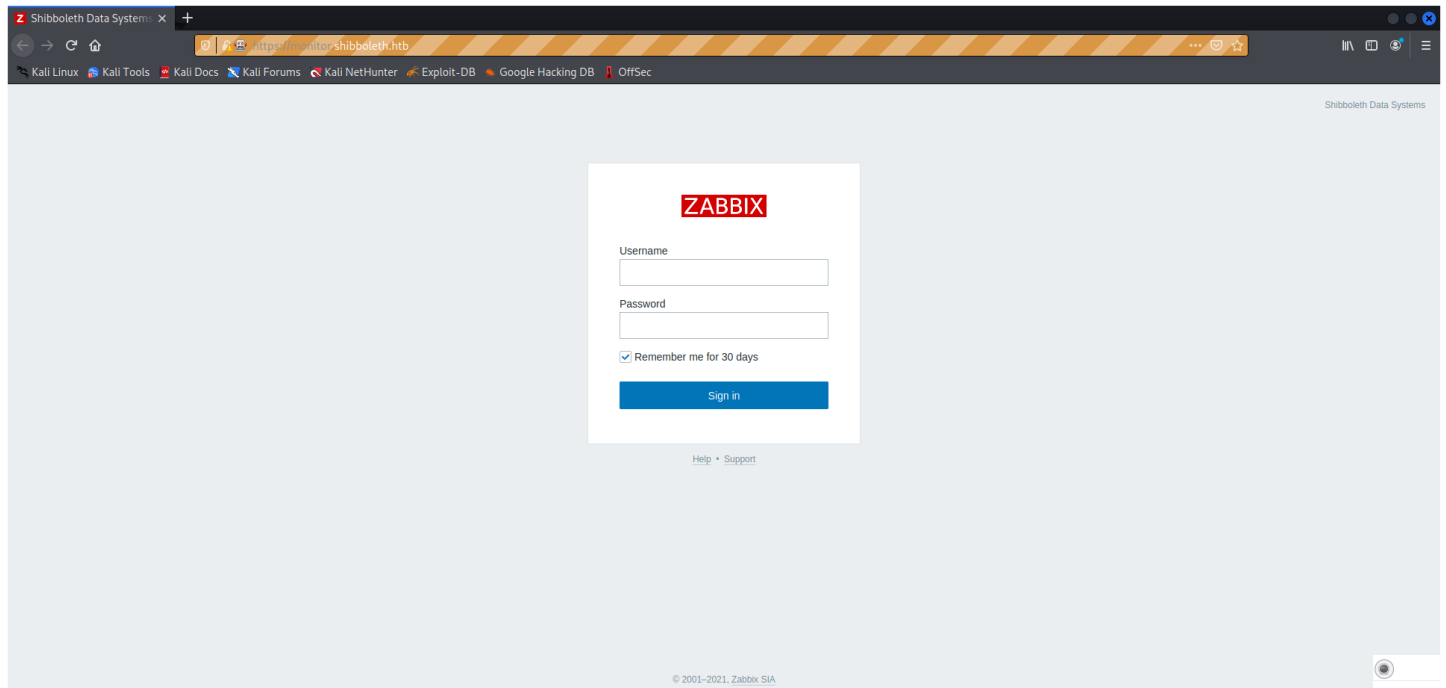 Z Shibboleth Data Systems
https://monitor.shibboleth.htb
Kali Linux Kali Tools Kali Docs Kali Forums Kali NetHunter Exploit-DB Google Hacking DB OffSec
Shibboleth Data Systems
ZABBIX
Username
Password
Remember me for 30 days
Sign in
Help • Support
© 2001–2021, Zabbix SIA